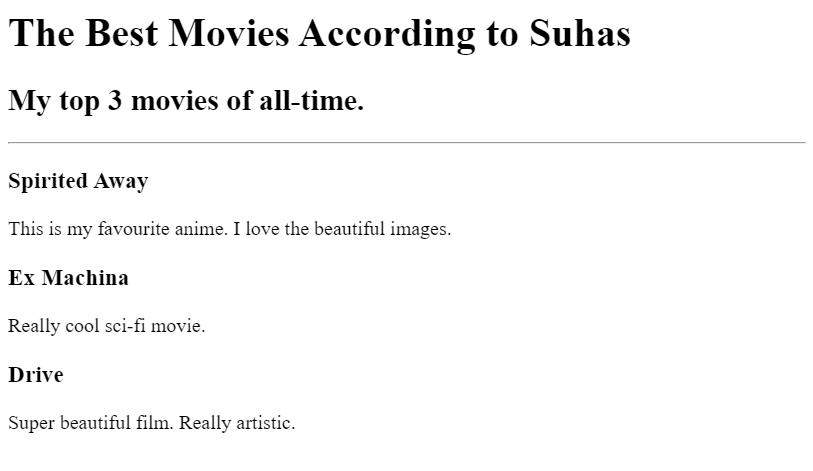 The Best Movies According to Suhas
My top 3 movies of all-time.
Spirited Away
This is my favourite anime. I love the beautiful images.
Ex Machina
Really cool sci-fi movie.
Drive
Super beautiful film. Really artistic.